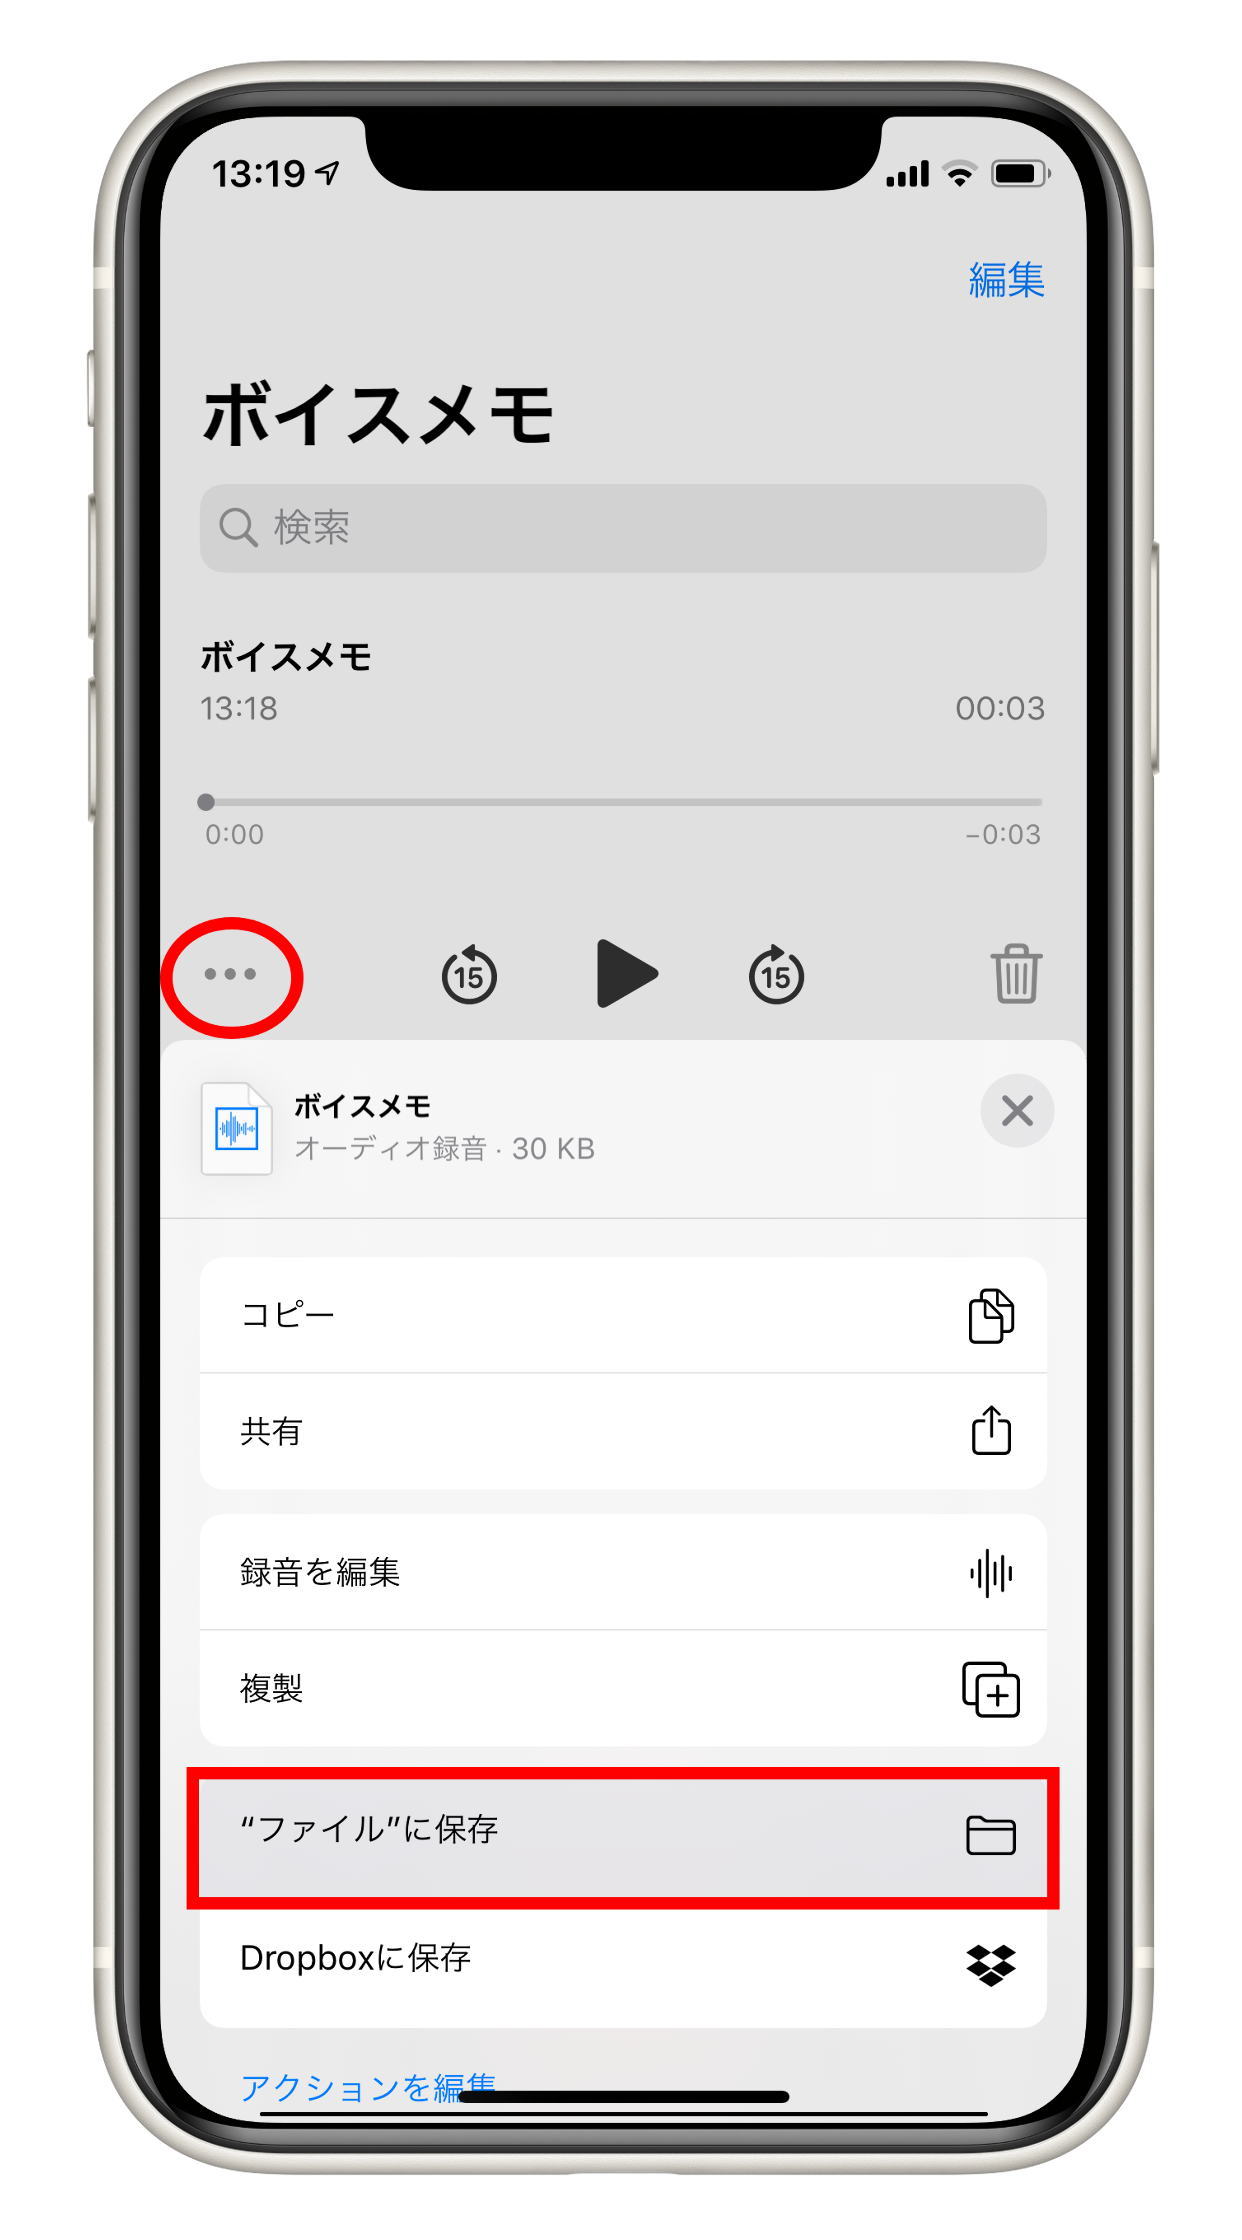 13:19
編集
ボイスメモ
検索
ボイスメモ
13:18 00:03
0:00 −0:03
15 15
ボイスメモ
オーディオ録音 · 30 KB
コピー
共有
録音を編集
複製
“ファイル”に保存
Dropboxに保存
アクションを編集